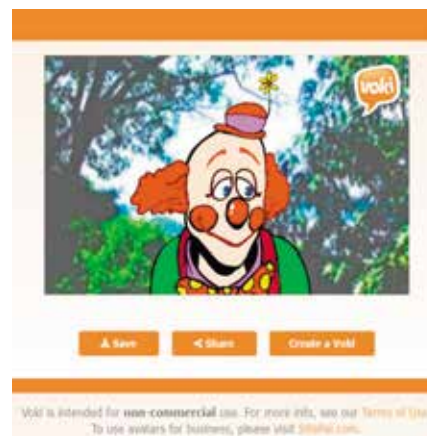 voki
Save
Share
Create a Voki
Voki is intended for non-commercial use. For more info, see our Terms of Use
To use avatars for business, please visit SitePal.com.